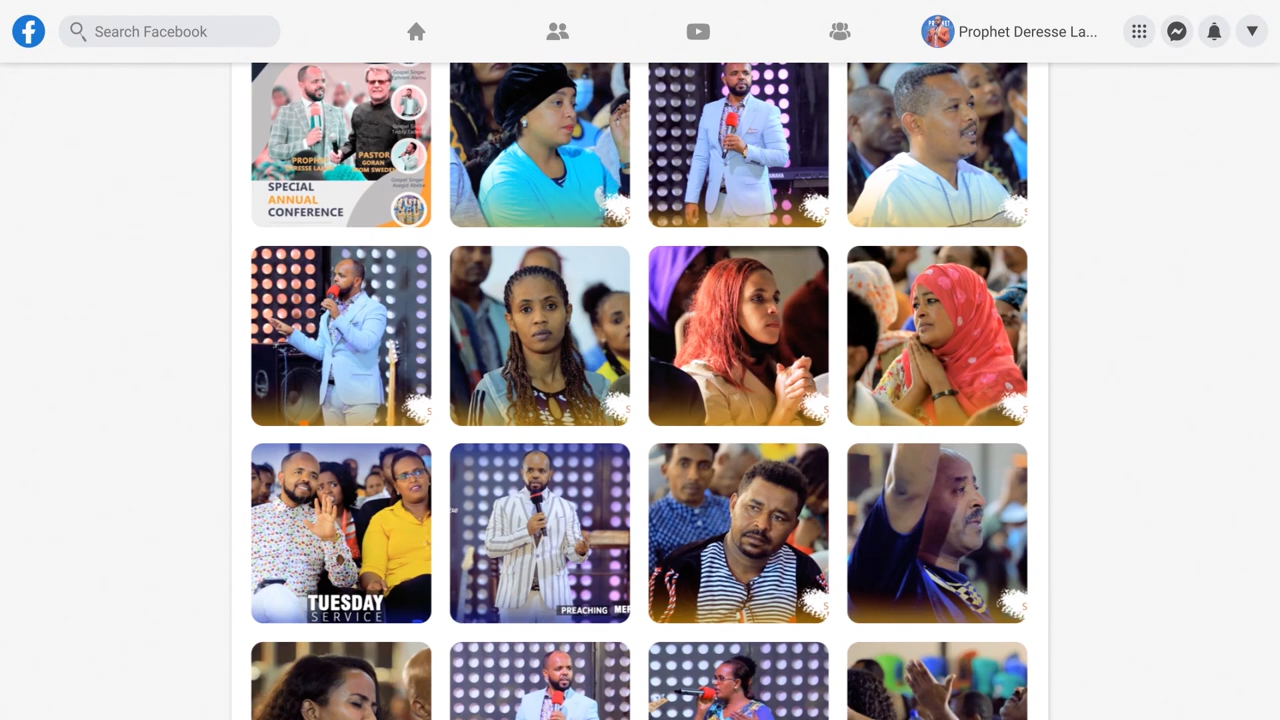 Search Facebook
Prophet Deresse La...
PROPHET
PASTOR
GORAN
SPECIAL
ANNUAL
CONFERENCE
TUESDAY
SERVICE
PREACHING